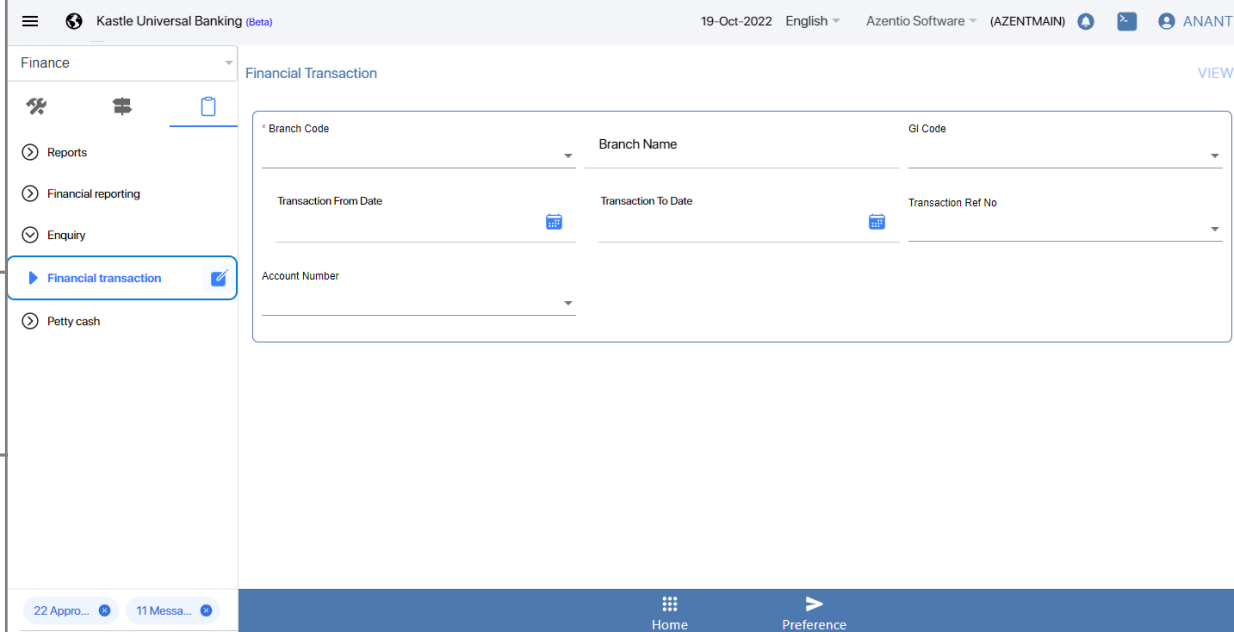 Kastle Universal Banking (Beta)
19-Oct-2022 English Azentio Software (AZENTMAIN) ANANT
Finance
Financial Transaction
VIEW
Reports
Financial reporting
Enquiry
Financial transaction
Petty cash
* Branch Code
Branch Name
Gl Code
Transaction From Date
Transaction To Date
Transaction Ref No
Account Number
22 Appro...
11 Messa...
Home
Preference